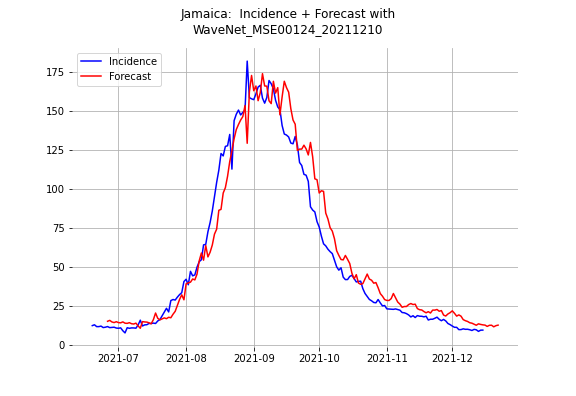 Jamaica: Incidence + Forecast with
WaveNet_MSE00124_20211210
Incidence
Forecast
175
150
125
100
75
50
25
0
2021-07 2021-08 2021-09 2021-10 2021-11 2021-12